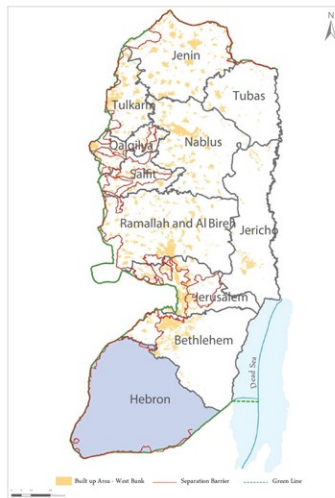 N
Jenin
Tubas
Tulkarm
Nablus
Qalqilya
Salfit
Ramallah and Al Bireh
Jericho
Jerusalem
Bethlehem
Dead Sea
Hebron
Built up Area - West Bank
Separation Barrier
Green Line